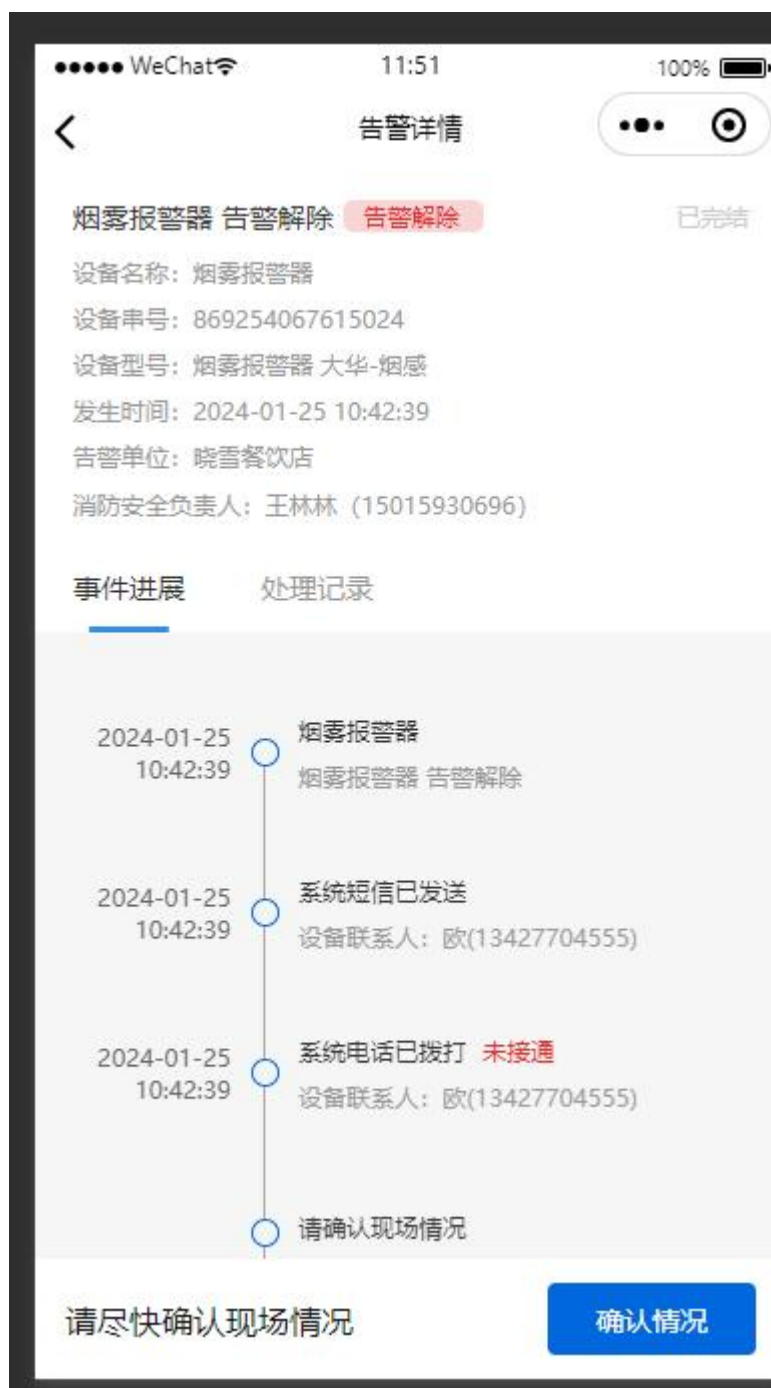 WeChat 11:51 100%
告警详情
烟雾报警器 告警解除 告警解除 已完结
设备名称：烟雾报警器
设备串号：869254067615024
设备型号：烟雾报警器 大华-烟感
发生时间：2024-01-25 10:42:39
告警单位：晓雪餐饮店
消防安全负责人：王林林（15015930696）
事件进展 处理记录
2024-01-25 烟雾报警器
10:42:39 烟雾报警器 告警解除
2024-01-25 系统短信已发送
10:42:39 设备联系人：欧(13427704555)
2024-01-25 系统电话已拨打 未接通
10:42:39 设备联系人：欧(13427704555)
请确认现场情况
请尽快确认现场情况 确认情况